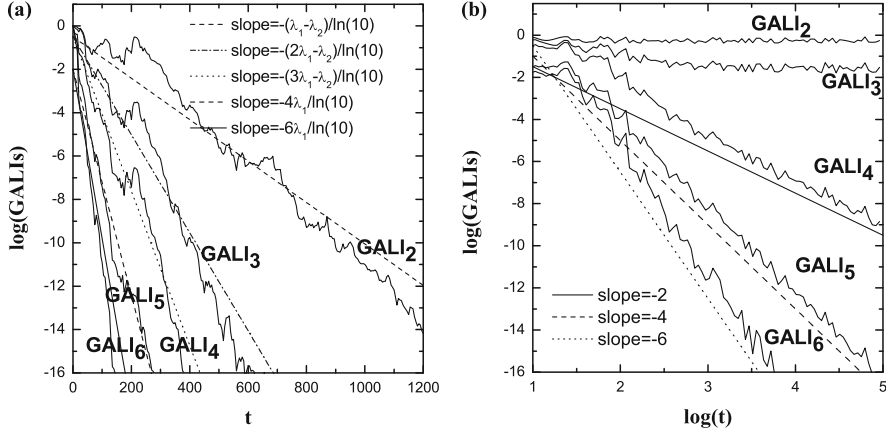 (a)
0
-2
-4
-6
-8
-10
-12
-14
-16
log(GALIs)
slope=-(λ₁-λ₂)/ln(10)
slope=-(2λ₁-λ₂)/ln(10)
slope=-(3λ₁-λ₂)/ln(10)
slope=-4λ₁/ln(10)
slope=-6λ₁/ln(10)
GALI₂
GALI₃
GALI₅
GALI₆
GALI₄
0 200 400 600 800 1000 1200
t
(b)
0
-2
-4
-6
-8
-10
-12
-14
-16
log(GALIs)
GALI₂
GALI₃
GALI₄
GALI₅
GALI₆
slope=-2
slope=-4
slope=-6
1 2 3 4 5
log(t)